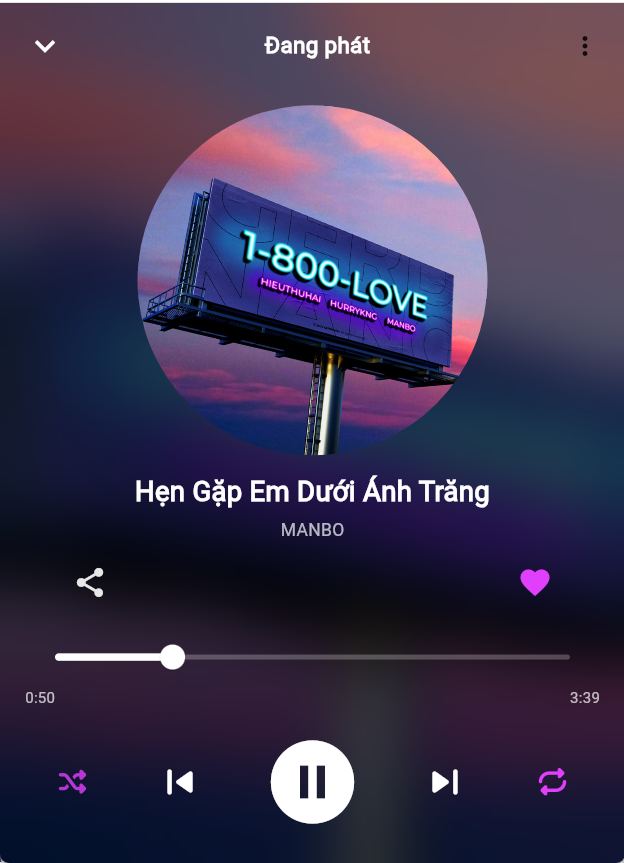 Đang phát
1-800-LOVE
HIEUTHUHAI HURRYKNG MANBO
Hẹn Gặp Em Dưới Ánh Trăng
MANBO
0:50 3:39